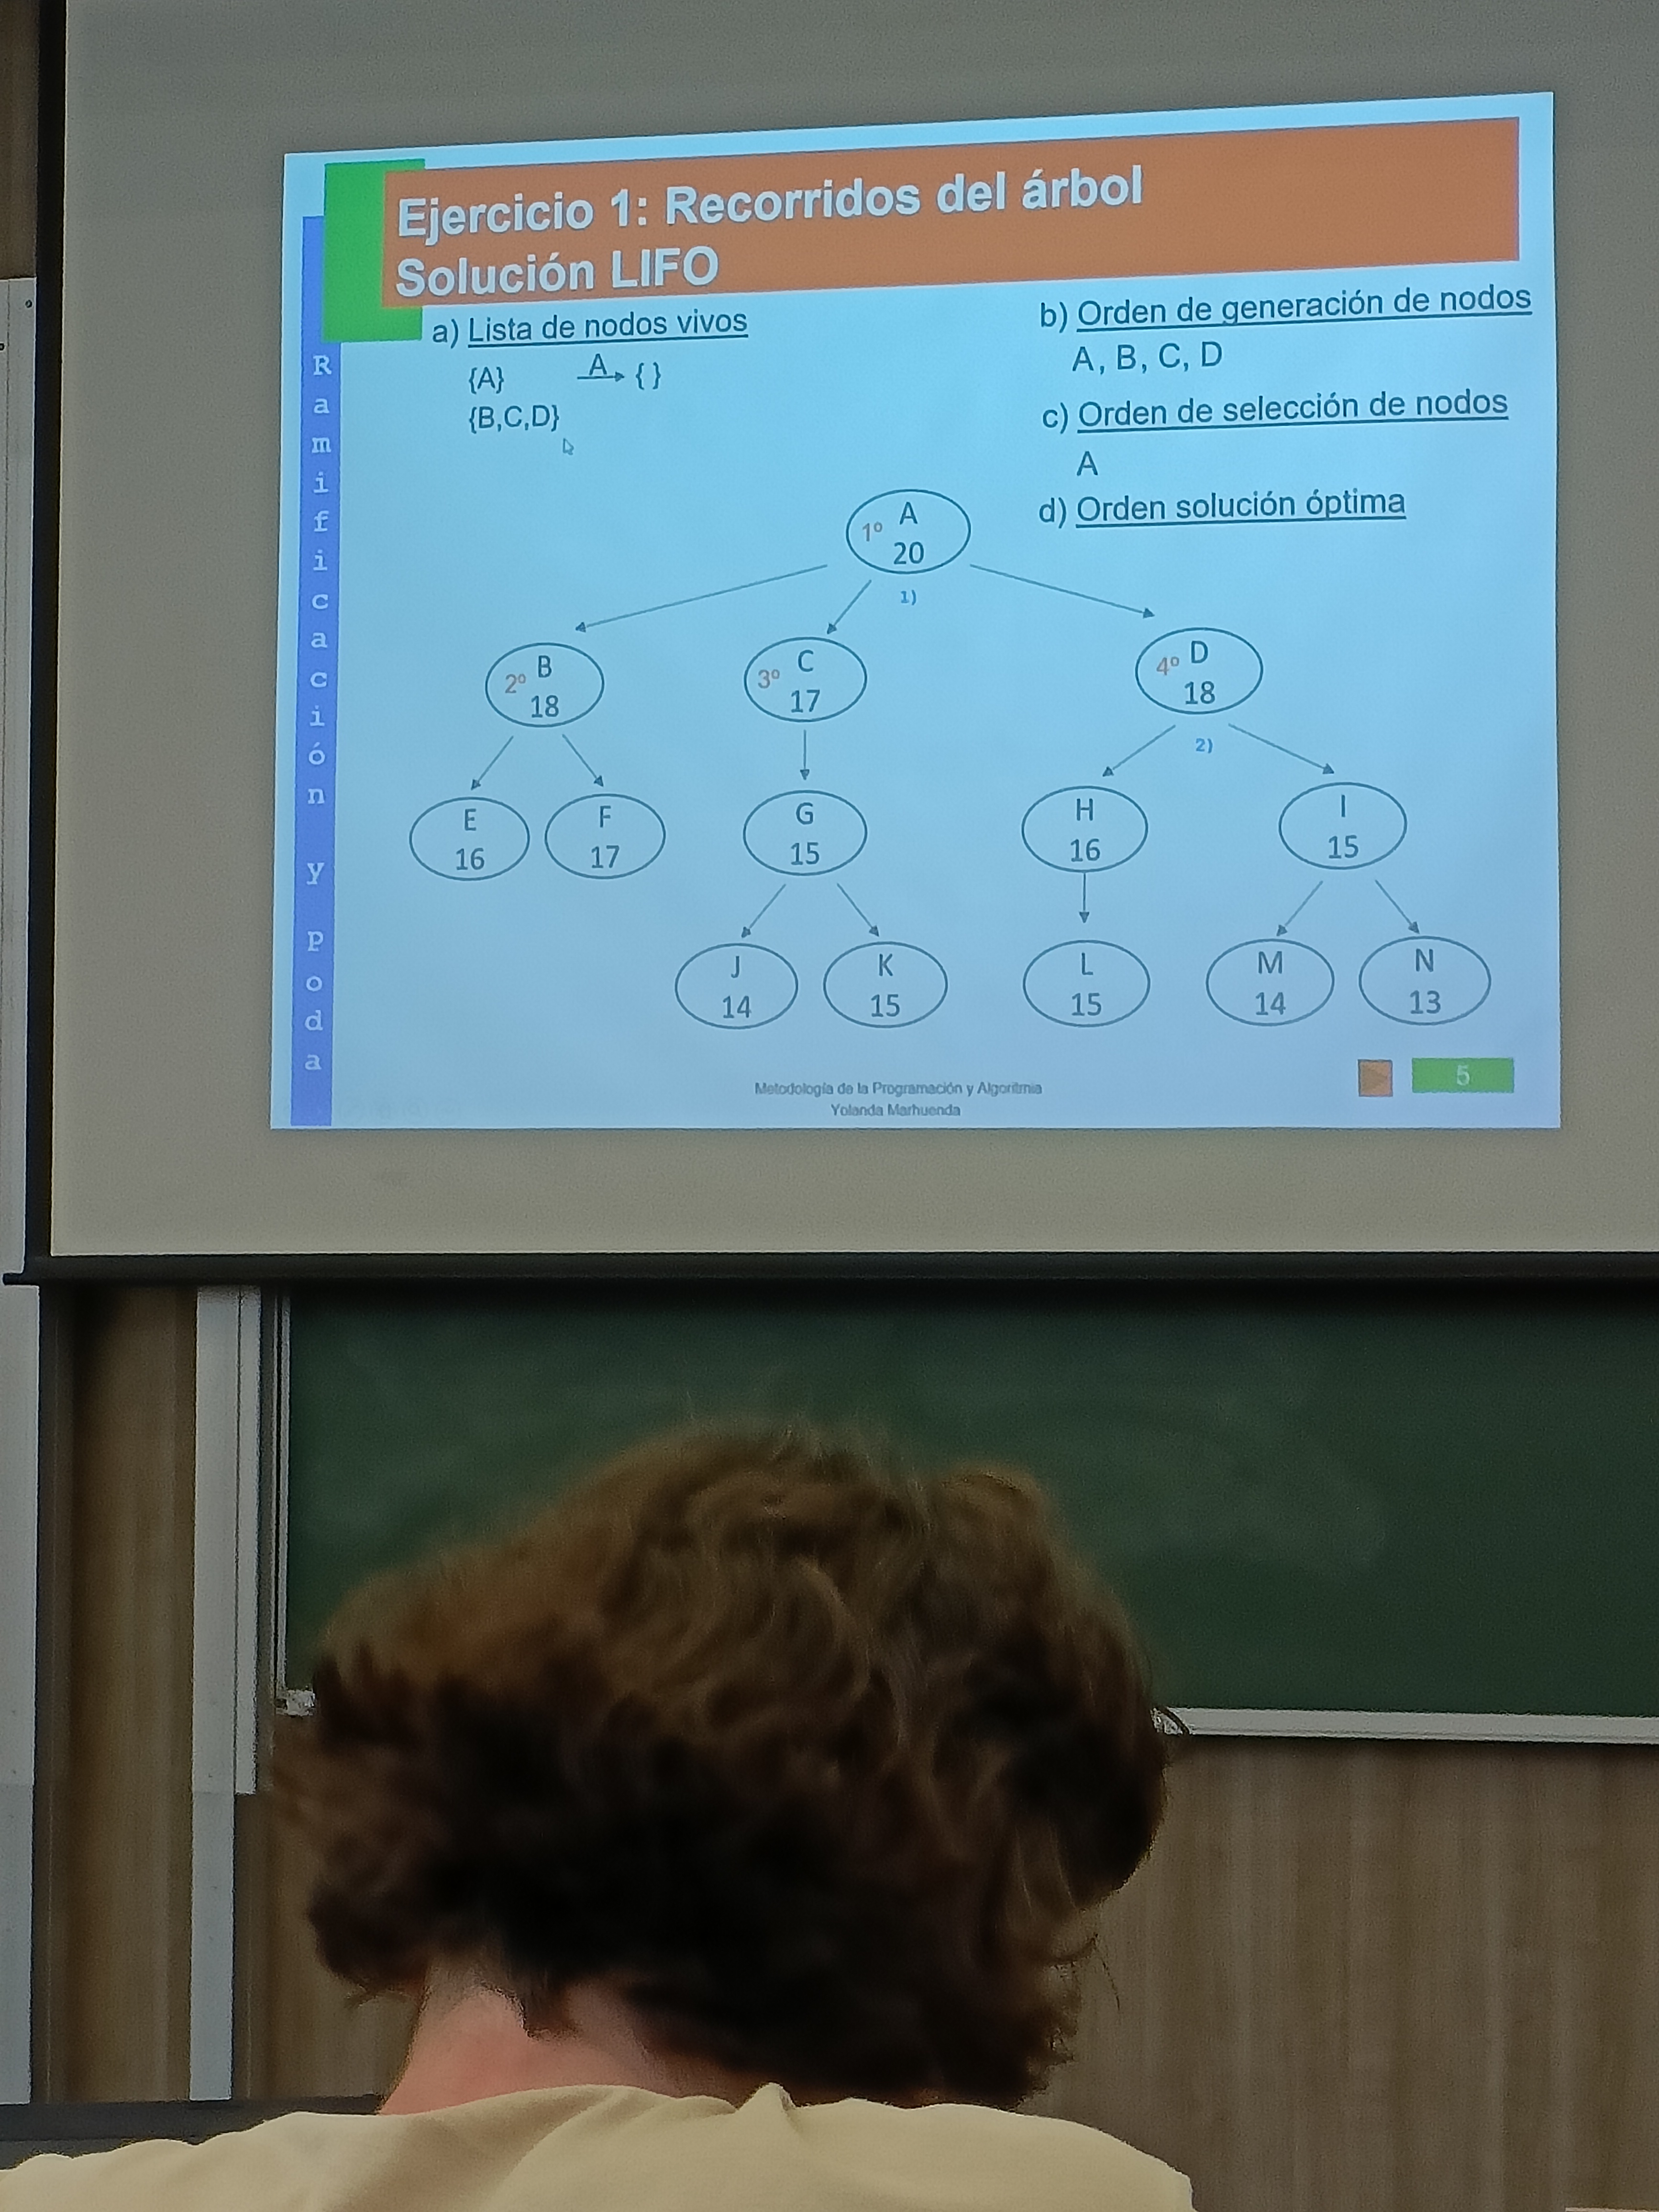 Ejercicio 1: Recorridos del árbol
Solución LIFO
Ramificación y poda
a) Lista de nodos vivos
{A} A { }
{B,C,D}
b) Orden de generación de nodos
A, B, C, D
c) Orden de selección de nodos
A
d) Orden solución óptima
1º A
20
1)
2º B
18
3º C
17
4º D
18
2)
E
16
F
17
G
15
H
16
I
15
J
14
K
15
L
15
M
14
N
13
Metodología de la Programación y Algoritmia
Yolanda Marhuenda
5